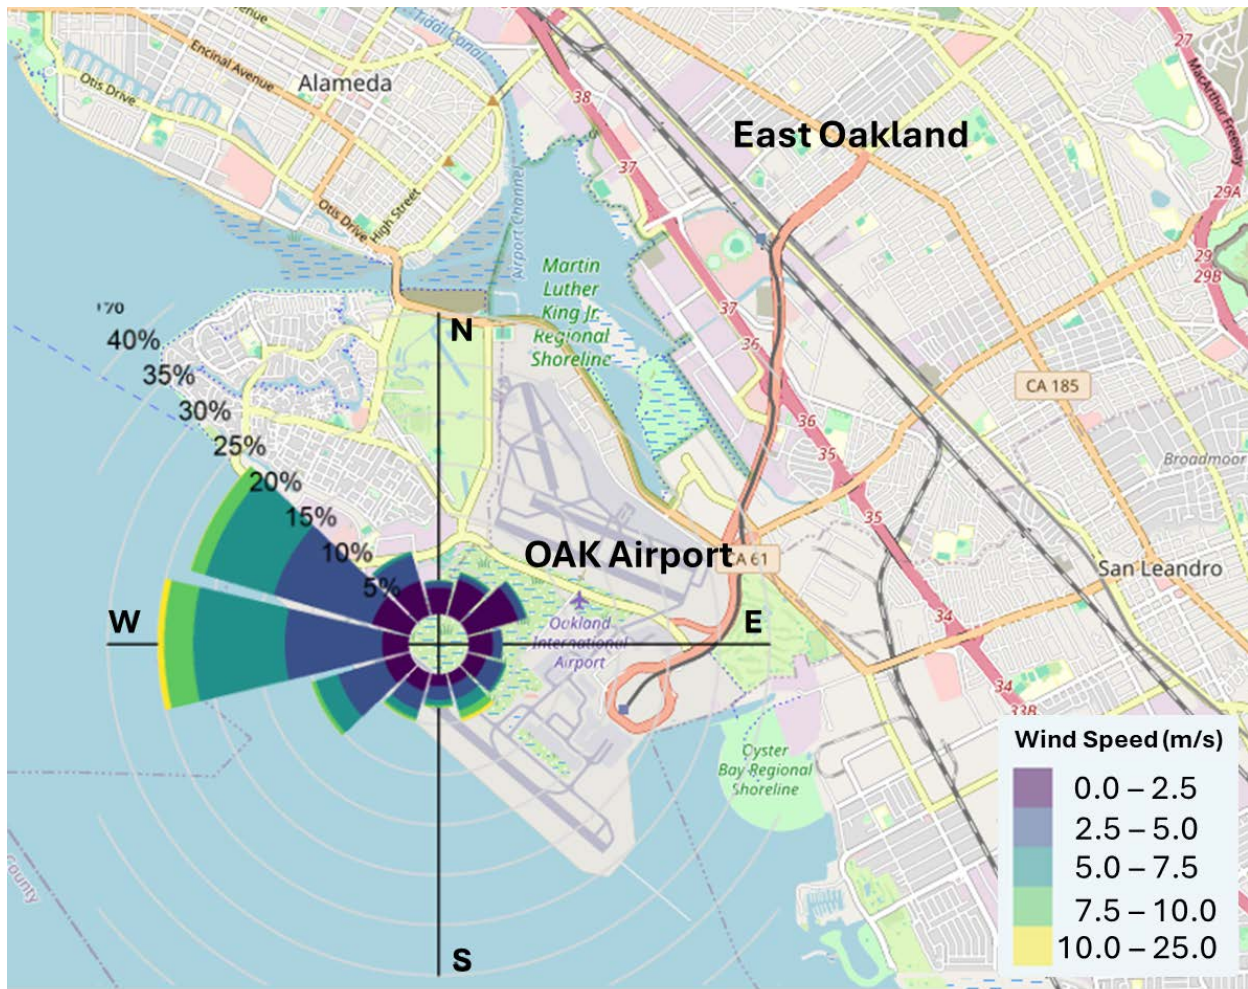 Tidal Canal
27
Encinal Avenue
Alameda
MacArthur Freeway
Otis Drive
38
East Oakland
37
29A
Otis Drive
High Street
Airport Channel
29
29B
Martin
Luther
King Jr.
Regional
Shoreline
37
40%
N
36
35%
CA 185
30%
36
25%
35
Broadmoor
20%
15%
35
10%
OAK Airport
CA 61
San Leandro
5%
W
Oakland
International
Airport
E
34
34
33B
Oyster
Bay Regional
Shoreline
County
S
Wind Speed (m/s)
0.0 – 2.5
2.5 – 5.0
5.0 – 7.5
7.5 – 10.0
10.0 – 25.0